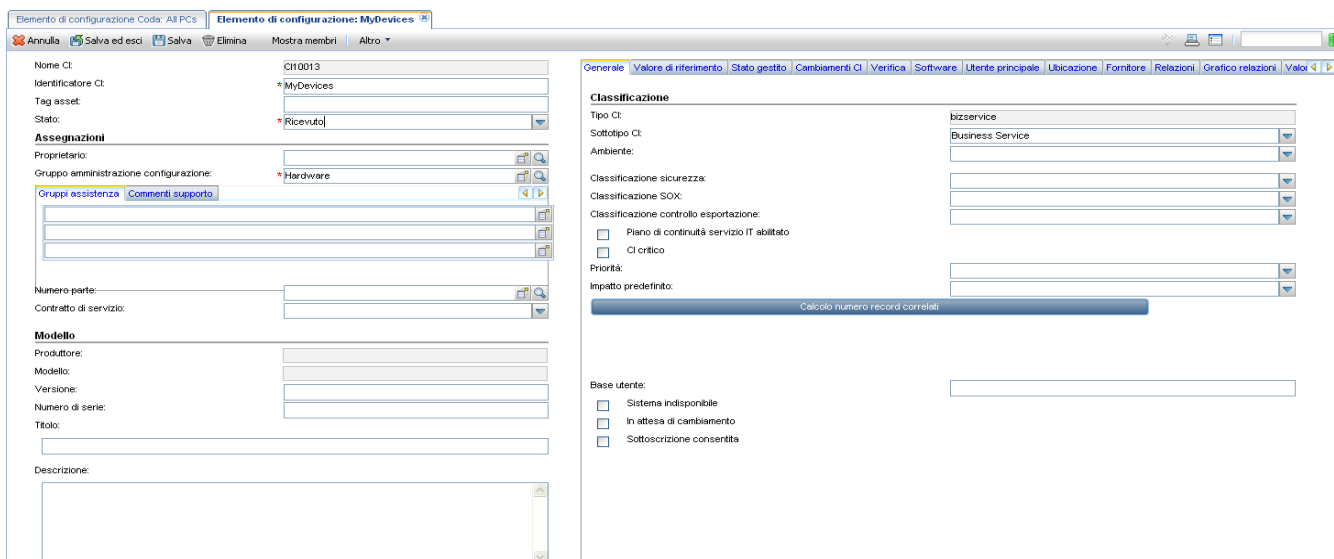 Elemento di configurazione Coda: All PCs
Elemento di configurazione: MyDevices
Annulla Salva ed esci Salva Elimina Mostra membri Altro
Nome CI: CI10013
Identificatore CI: * MyDevices
Tag asset:
Stato: * Ricevuto
Assegnazioni
Proprietario:
Gruppo amministrazione configurazione: * Hardware
Gruppi assistenza Commenti supporto
Numero parte:
Contratto di servizio:
Modello
Produttore:
Modello:
Versione:
Numero di serie:
Titolo:
Descrizione:
Generale Valore di riferimento Stato gestito Cambiamenti CI Verifica Software Utente principale Ubicazione Fornitore Relazioni Grafico relazioni Valoi
Classificazione
Tipo CI: bizservice
Sottotipo CI: Business Service
Ambiente:
Classificazione sicurezza:
Classificazione SOX:
Classificazione controllo esportazione:
Piano di continuitá servizio IT abilitato
CI critico
Priorità:
Impatto predefinito:
Calcolo numero record correlati
Base utente:
Sistema indisponibile
In attesa di cambiamento
Sottoscrizione consentita